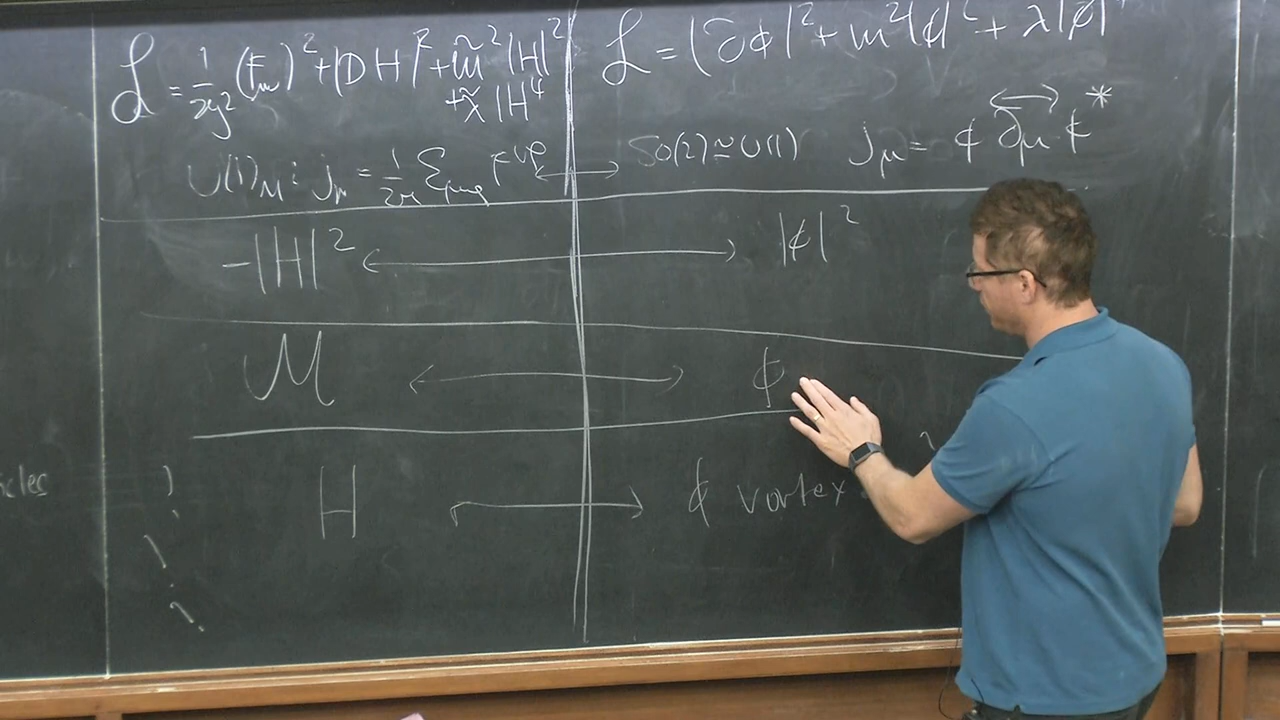 ℒ = 1/2g² (F_μν)² + |DH|² + m̃²|H|²
+ λ̃ |H|⁴
ℒ = |∂ϕ|² + m²|ϕ|² + λ|ϕ|⁴
U(1)_M : j_μ = 1/2π ε_μνρ F^νρ ↔ SO(2) ≃ U(1) j_μ = ϕ ∂_μ ϕ*
-|H|² ↔ |ϕ|²
M ↔ ϕ
H ↔ ϕ vortex